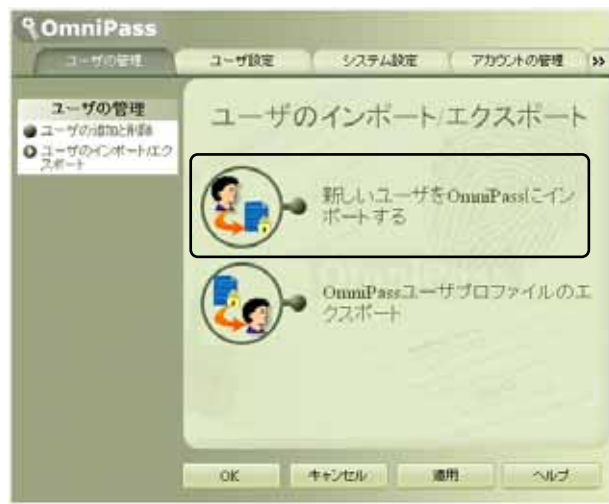 OmniPass
ユーザの管理
ユーザ設定
システム設定
アカウントの管理
»
ユーザの管理
ユーザの追加と削除
ユーザのインポート/エク
スポート
ユーザのインポート/エクスポート
新しいユーザをOmniPassにイン
ポートする
OmniPassユーザプロファイルのエ
クスポート
OK
キャンセル
適用
ヘルプ